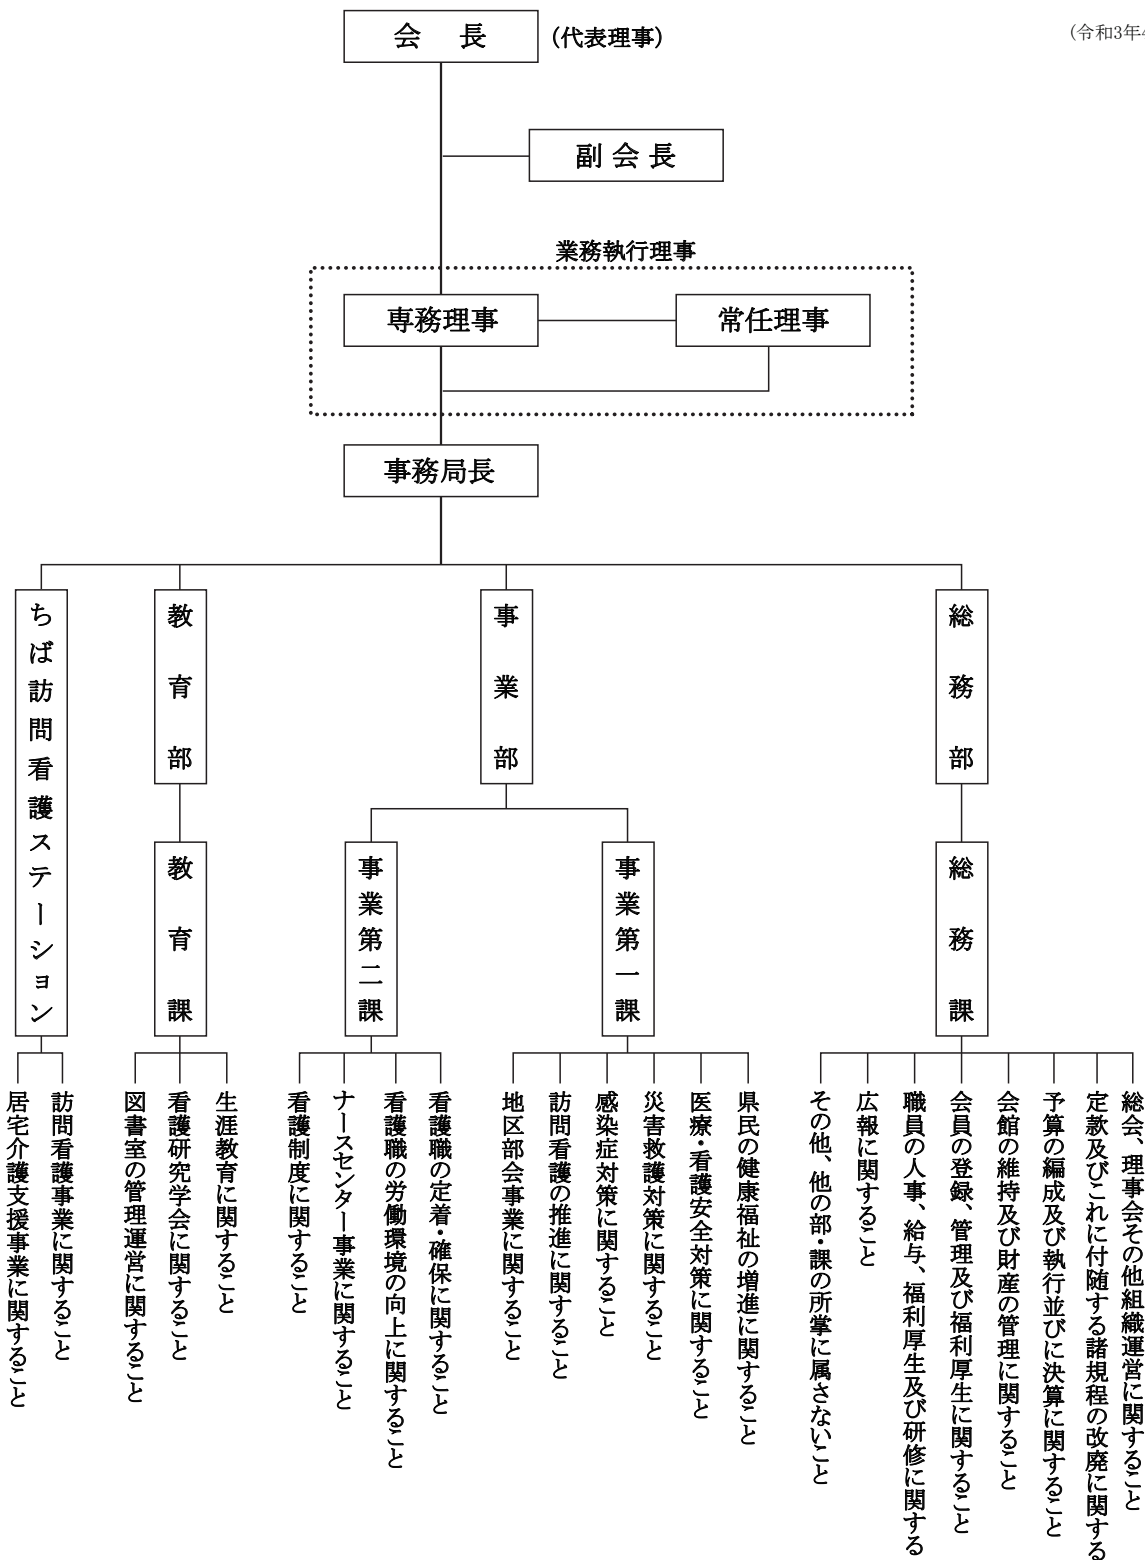 (令和3年
会 長
(代表理事)
副会長
業務執行理事
専務理事
常任理事
事務局長
総務部
事業部
教育部
ちば訪問看護ステーション
総務課
事業第一課
事業第二課
教育課
総会、理事会その他組織運営に関すること
定款及びこれに付随する諸規程の改廃に関する
予算の編成及び執行並びに決算に関すること
会館の維持及び財産の管理に関すること
会員の登録、管理及び福利厚生に関すること
職員の人事、給与、福利厚生及び研修に関する
広報に関すること
その他、他の部・課の所掌に属さないこと
県民の健康福祉の増進に関すること
医療・看護安全対策に関すること
災害救護対策に関すること
感染症対策に関すること
訪問看護の推進に関すること
地区部会事業に関すること
看護職の定着・確保に関すること
看護職の労働環境の向上に関すること
ナースセンター事業に関すること
看護制度に関すること
生涯教育に関すること
看護研究学会に関すること
図書室の管理運営に関すること
訪問看護事業に関すること
居宅介護支援事業に関すること